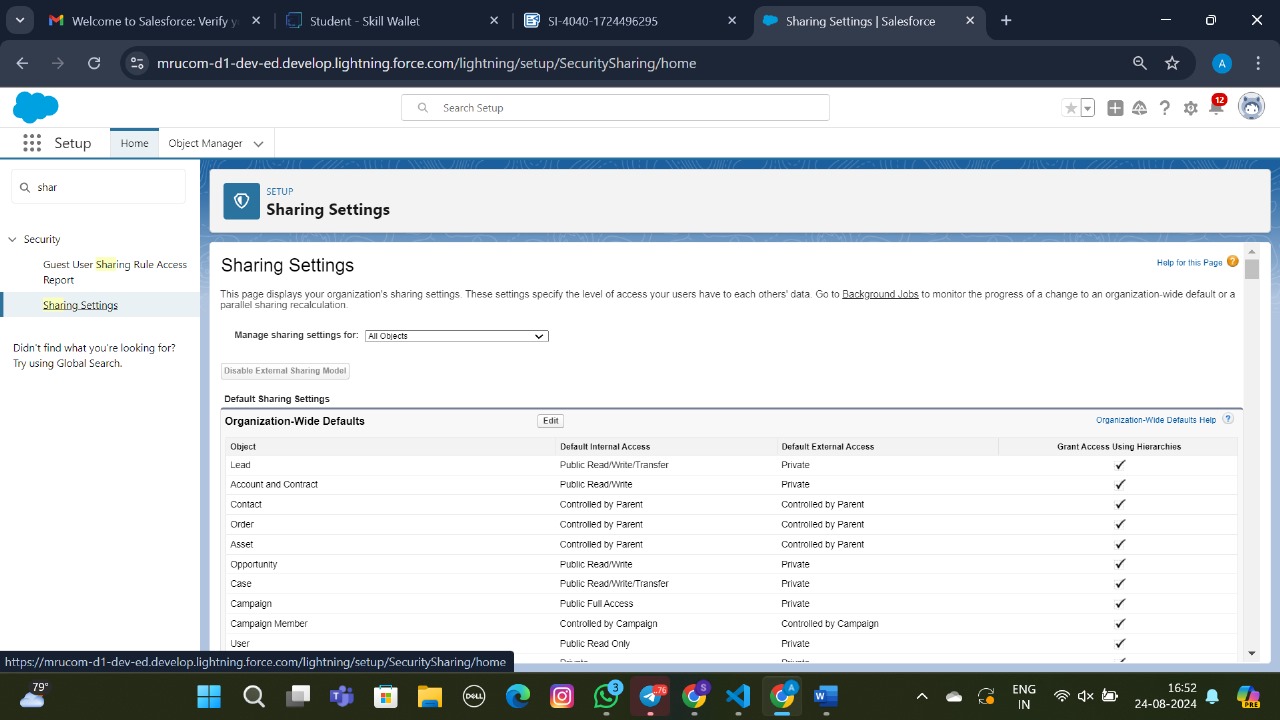 Welcome to Salesforce: Verify y
Student - Skill Wallet
SI-4040-1724496295
Sharing Settings | Salesforce
mrucom-d1-dev-ed.develop.lightning.force.com/lightning/setup/SecuritySharing/home
A
Search Setup
12
Setup
Home
Object Manager
shar
SETUP
Sharing Settings
Security
Guest User Sharing Rule Access
Report
Sharing Settings
Didn't find what you're looking for?
Try using Global Search.
Sharing Settings
Help for this Page
This page displays your organization's sharing settings. These settings specify the level of access your users have to each others' data. Go to Background Jobs to monitor the progress of a change to an organization-wide default or a
parallel sharing recalculation.
Manage sharing settings for: All Objects
Disable External Sharing Model
Default Sharing Settings
Organization-Wide Defaults Edit Organization-Wide Defaults Help ?
Object Default Internal Access Default External Access Grant Access Using Hierarchies
Lead Public Read/Write/Transfer Private
Account and Contract Public Read/Write Private
Contact Controlled by Parent Controlled by Parent
Order Controlled by Parent Controlled by Parent
Asset Controlled by Parent Controlled by Parent
Opportunity Public Read/Write Private
Case Public Read/Write/Transfer Private
Campaign Public Full Access Private
Campaign Member Controlled by Campaign Controlled by Campaign
User Public Read Only Private
https://mrucom-d1-dev-ed.develop.lightning.force.com/lightning/setup/SecuritySharing/home
79°
DELL
3
76
S
A
W
ENG
IN
16:52
24-08-2024
PRE